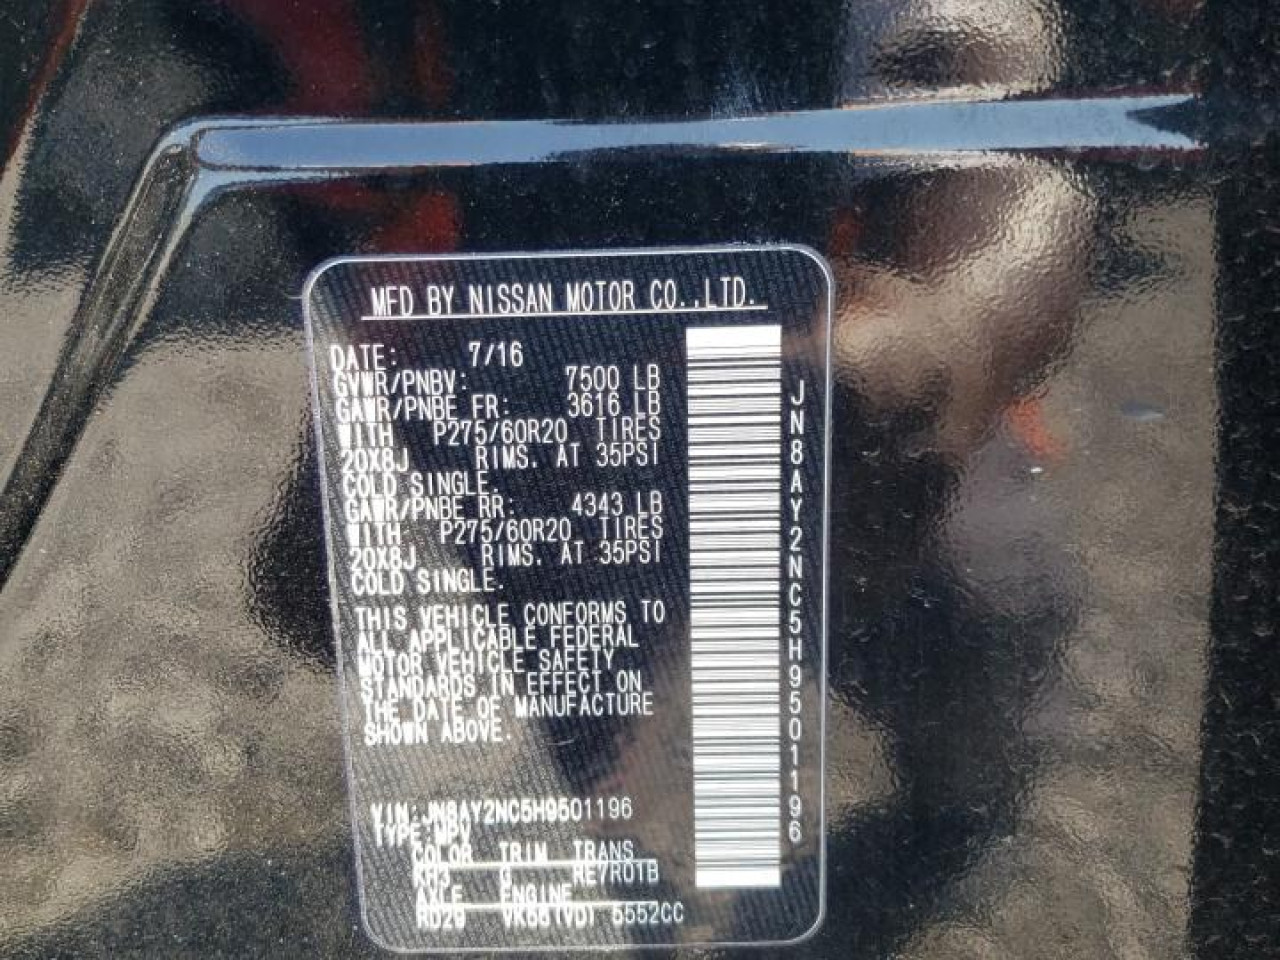 MFD BY NISSAN MOTOR CO.,LTD.
DATE: 7/16
GVWR/PNBV: 7500 LB
GAWR/PNBE FR: 3616 LB
WITH P275/60R20 TIRES
20X8J RIMS. AT 35PSI
COLD SINGLE.
GAWR/PNBE RR: 4343 LB
WITH P275/60R20 TIRES
20X8J RIMS. AT 35PSI
COLD SINGLE.
THIS VEHICLE CONFORMS TO
ALL APPLICABLE FEDERAL
MOTOR VEHICLE SAFETY
STANDARDS IN EFFECT ON
THE DATE OF MANUFACTURE
SHOWN ABOVE.
VIN:JN8AY2NC5H9501196
TYPE:MPV
COLOR TRIM TRANS
KH3 G RE7R01B
AXLE ENGINE
RD29 VK56(VD) 5552CC
JN8AY2NC5H9501196